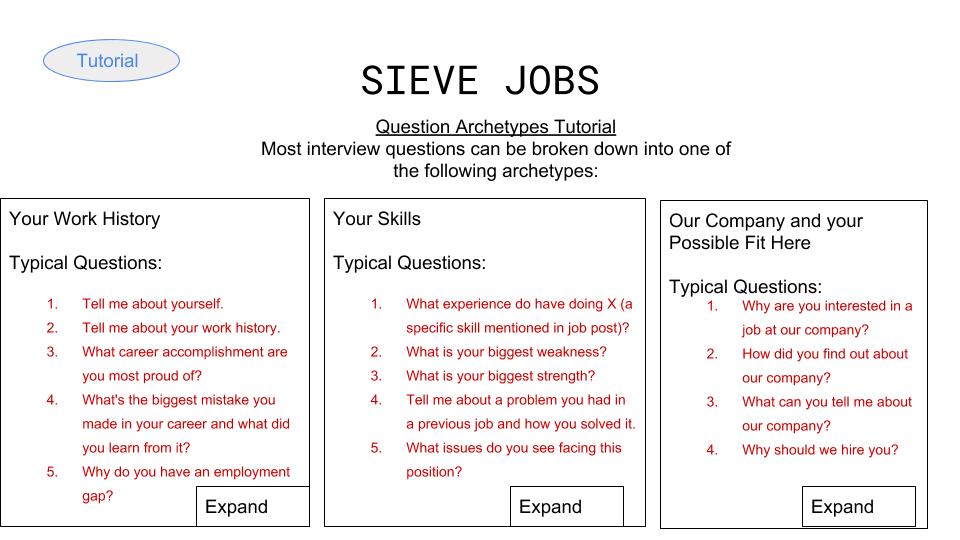 Tutorial
SIEVE JOBS
Question Archetypes Tutorial
Most interview questions can be broken down into one of
the following archetypes:
Your Work History
Typical Questions:
1. Tell me about yourself.
2. Tell me about your work history.
3. What career accomplishment are
you most proud of?
4. What's the biggest mistake you
made in your career and what did
you learn from it?
5. Why do you have an employment
gap?
Expand
Your Skills
Typical Questions:
1. What experience do have doing X (a
specific skill mentioned in job post)?
2. What is your biggest weakness?
3. What is your biggest strength?
4. Tell me about a problem you had in
a previous job and how you solved it.
5. What issues do you see facing this
position?
Expand
Our Company and your
Possible Fit Here
Typical Questions:
1. Why are you interested in a
job at our company?
2. How did you find out about
our company?
3. What can you tell me about
our company?
4. Why should we hire you?
Expand